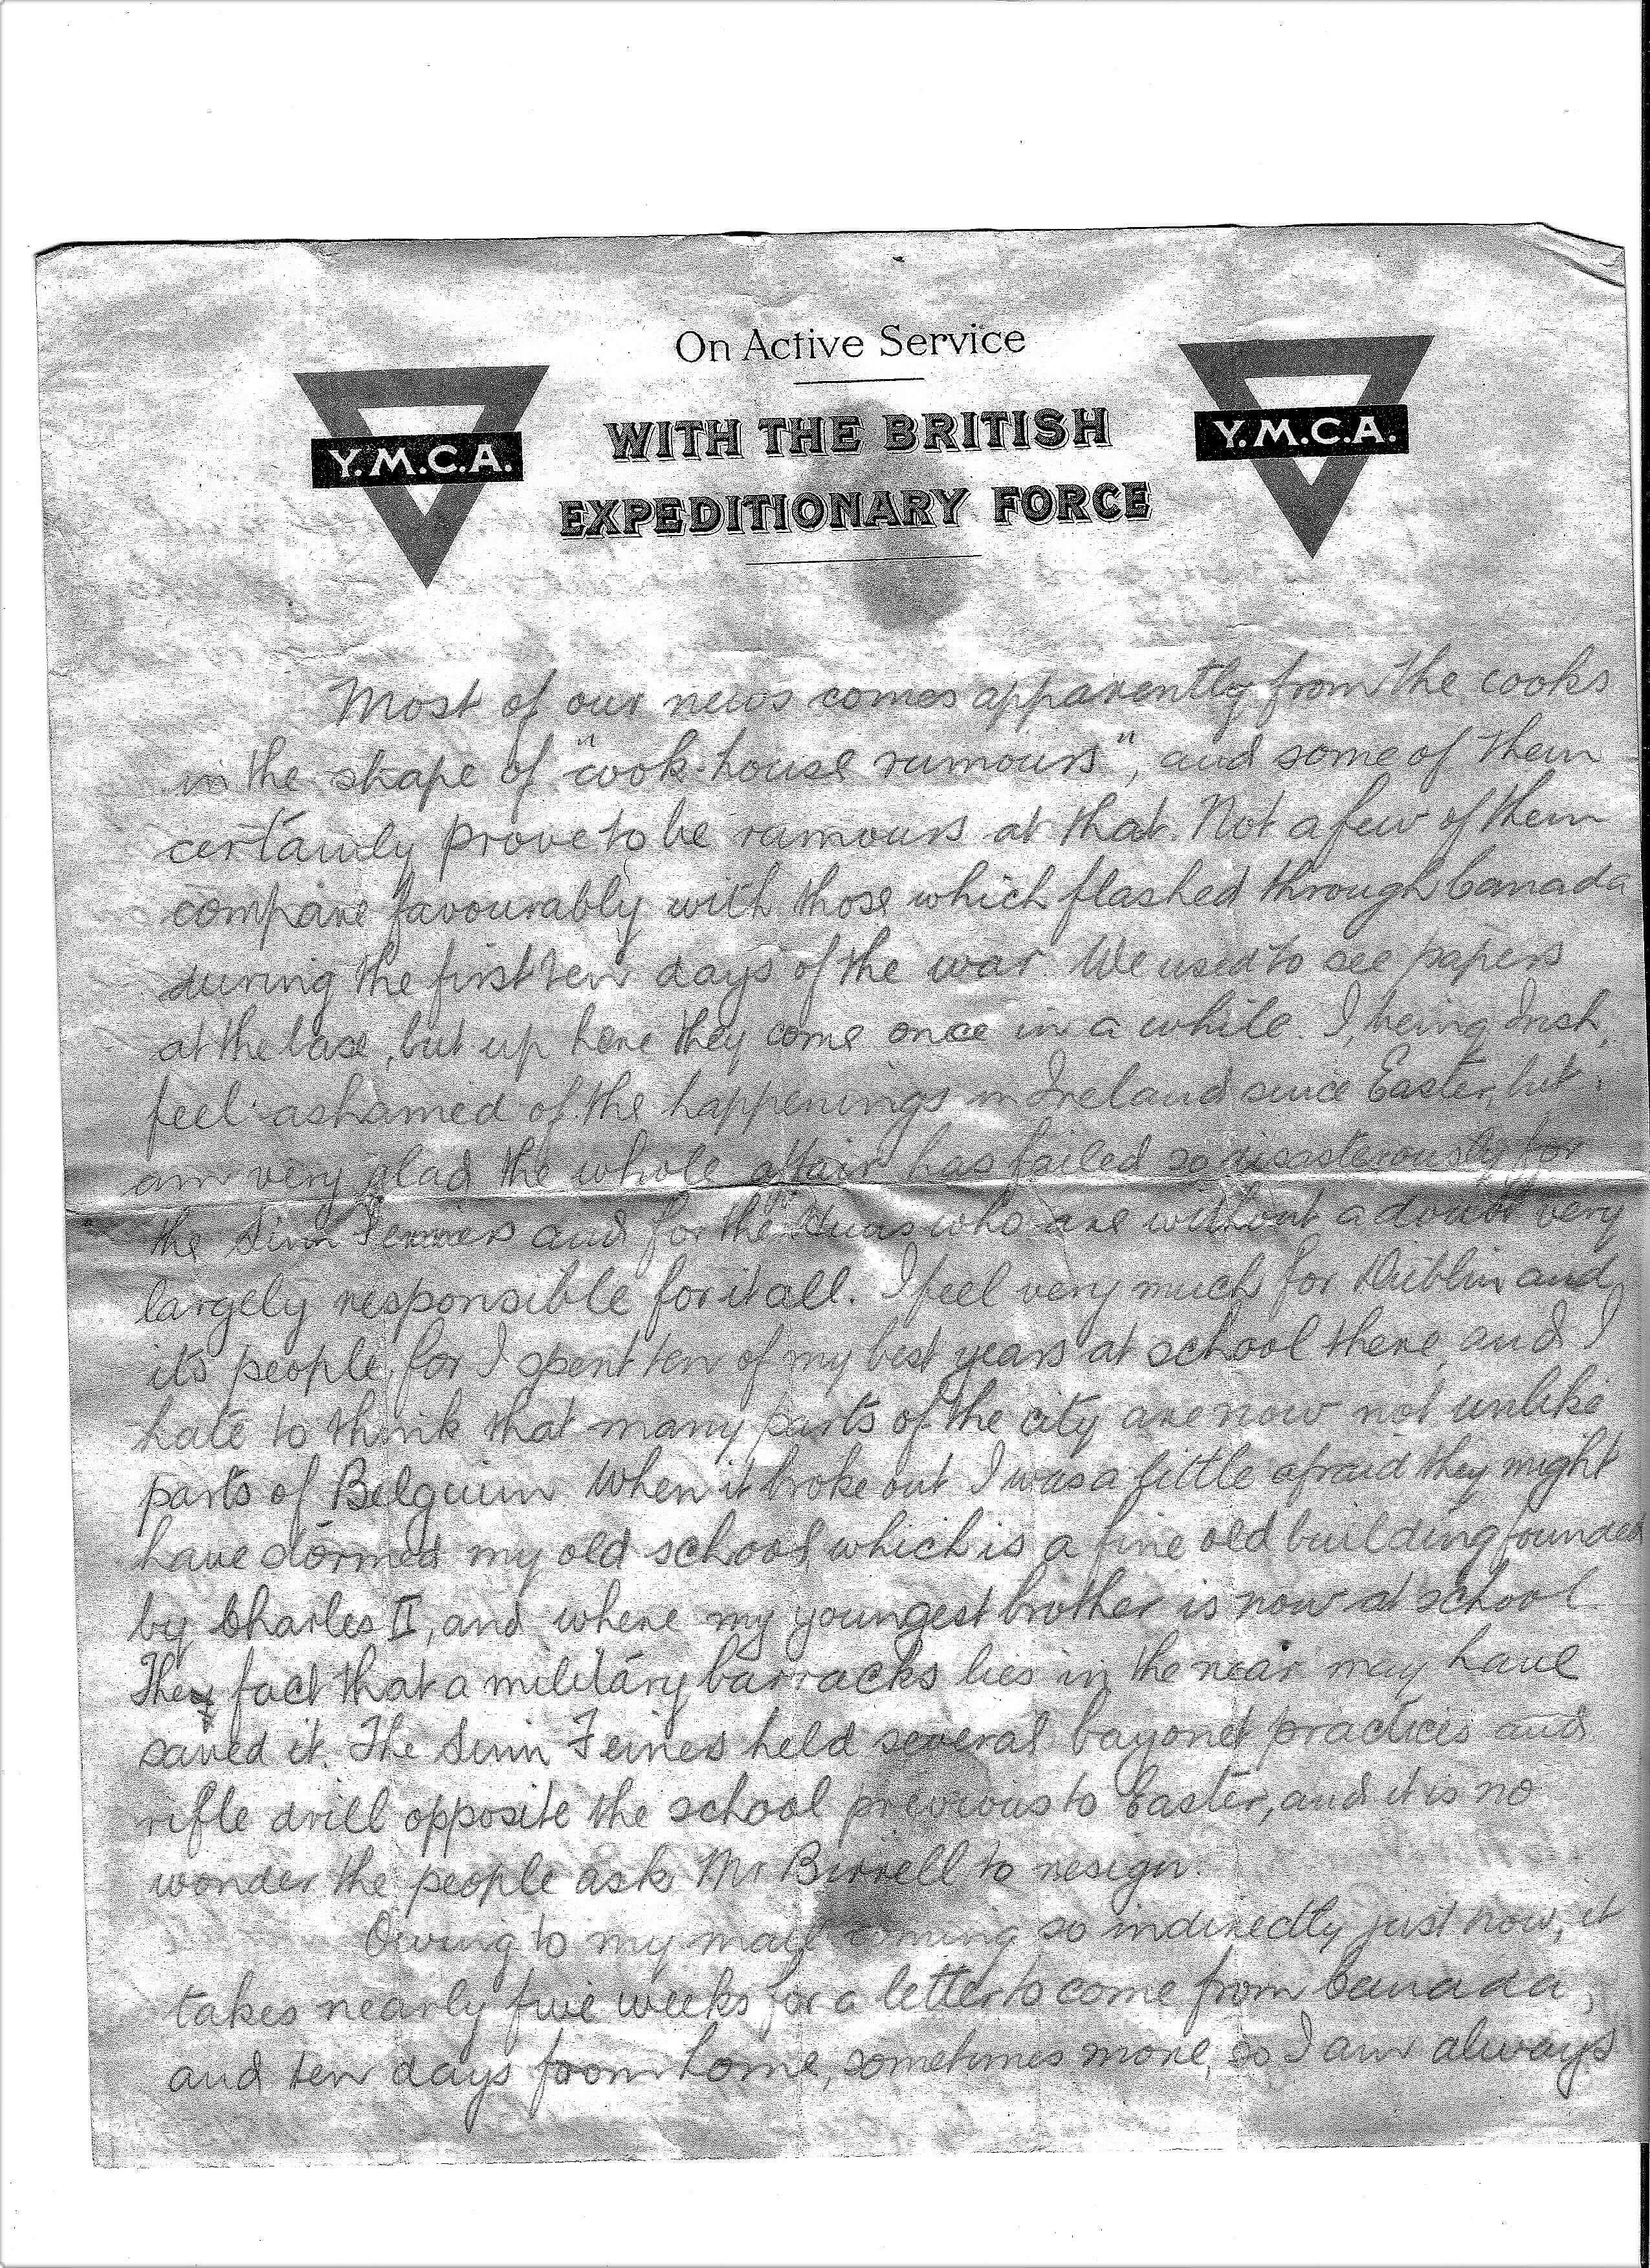 On Active Service
Y.M.C.A.
WITH THE BRITISH
EXPEDITIONARY FORCE
Y.M.C.A.
Most of our news comes apparently from the cooks
in the shape of "cook-house rumours", and some of them
certainly prove to be rumours at that. Not a few of them
compare favourably with those which flashed through Canada
during the first ten days of the war. We used to see papers
at the base, but up here they come once in a while. I, being Irish,
feel ashamed of the happenings in Ireland since Easter, but
am very glad the whole affair has failed so disasterously for
the Sinn Feiners and for the who are without a doubt very
largely responsible for it all. I feel very much for Dublin and
its people, for I spent ten of my best years at school there, and I
hate to think that many parts of the city are now not unlike
parts of Belguim. When it broke out I was a little afraid they might
have stormed my old school, which is a fine old building founded
by Charles II, and where my youngest brother is now at school.
The fact that a military barracks lies in the near may have
saved it. The Sinn Feiners held several bayonet practices and
rifle drill opposite the school previous to Easter, and it is no
wonder the people ask Mr Birrell to resign.
Owing to my mail coming so indirectly just now, it
takes nearly five weeks for a letter to come from Canada,
and ten days from home, sometimes more, so I am always